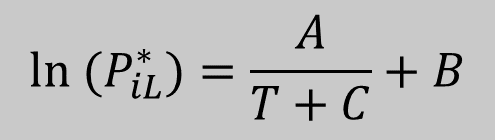 ln (P*iL) = A / (T + C) + B